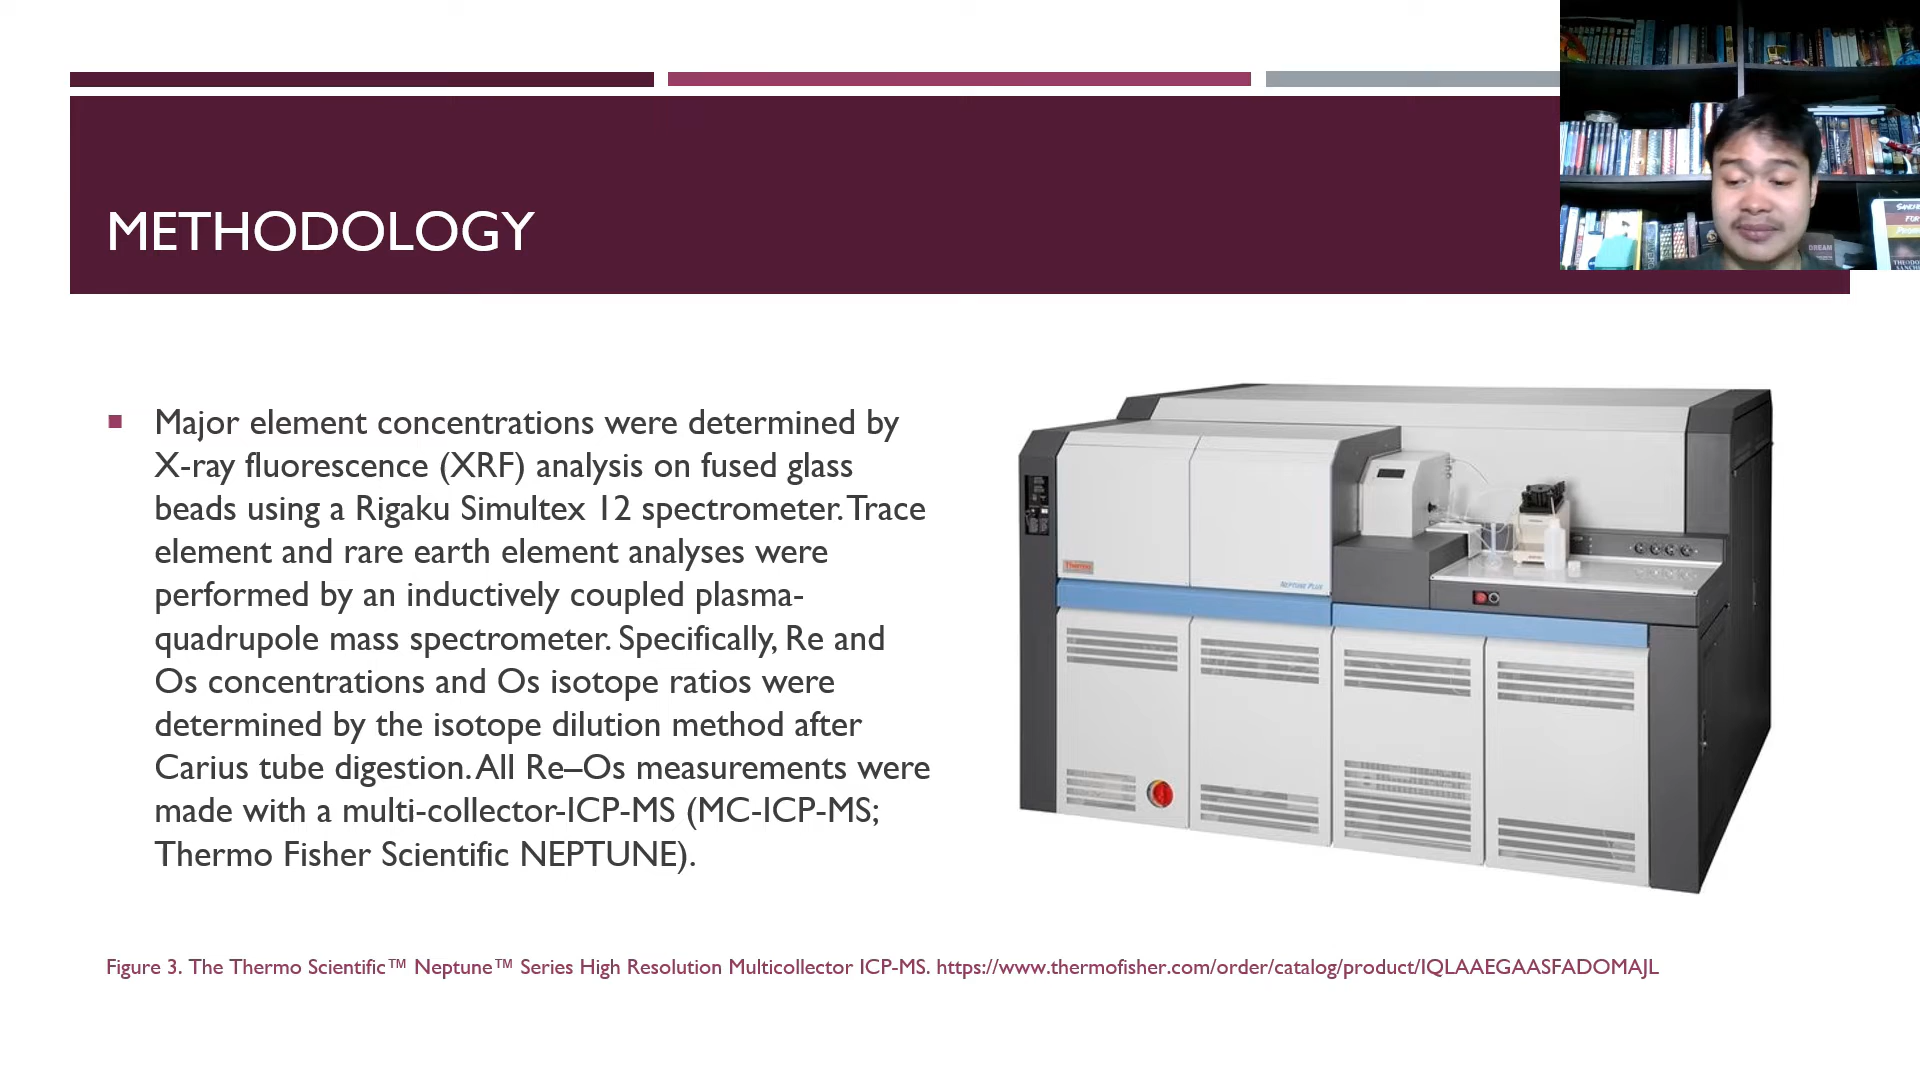 METHODOLOGY
Major element concentrations were determined by
X-ray fluorescence (XRF) analysis on fused glass
beads using a Rigaku Simultex 12 spectrometer. Trace
element and rare earth element analyses were
performed by an inductively coupled plasma-
quadrupole mass spectrometer. Specifically, Re and
Os concentrations and Os isotope ratios were
determined by the isotope dilution method after
Carius tube digestion. All Re–Os measurements were
made with a multi-collector-ICP-MS (MC-ICP-MS;
Thermo Fisher Scientific NEPTUNE).
Thermo
NEPTUNE PLUS
DREAM
Figure 3. The Thermo Scientific™ Neptune™ Series High Resolution Multicollector ICP-MS. https://www.thermofisher.com/order/catalog/product/IQLAAEGAASFADOMAJL